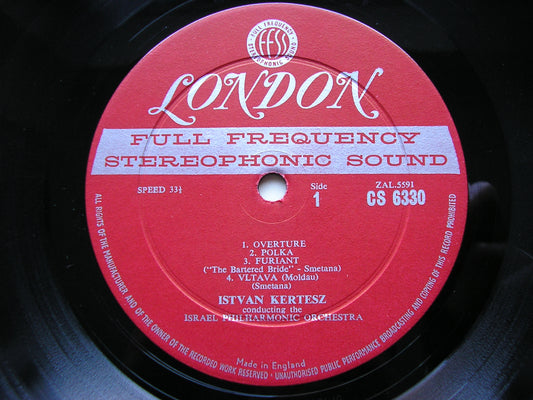 FULL FREQUENCY
FFSS
STEREOPHONIC SOUND
LONDON
FULL FREQUENCY
STEREOPHONIC SOUND
SPEED 33⅓
Side
1
ZAL.5591
CS 6330
1. OVERTURE
2. POLKA
3. FURIANT
("The Bartered Bride" - Smetana)
4. VLTAVA (Moldau)
(Smetana)
ISTVAN KERTESZ
conducting the
ISRAEL PHILHARMONIC ORCHESTRA
Made in England
ALL RIGHTS OF THE MANUFACTURER, AND OF THE OWNER OF THE RECORDED WORK RESERVED · UNAUTHORISED PUBLIC PERFORMANCE BROADCASTING AND COPYING OF THIS RECORD PROHIBITED